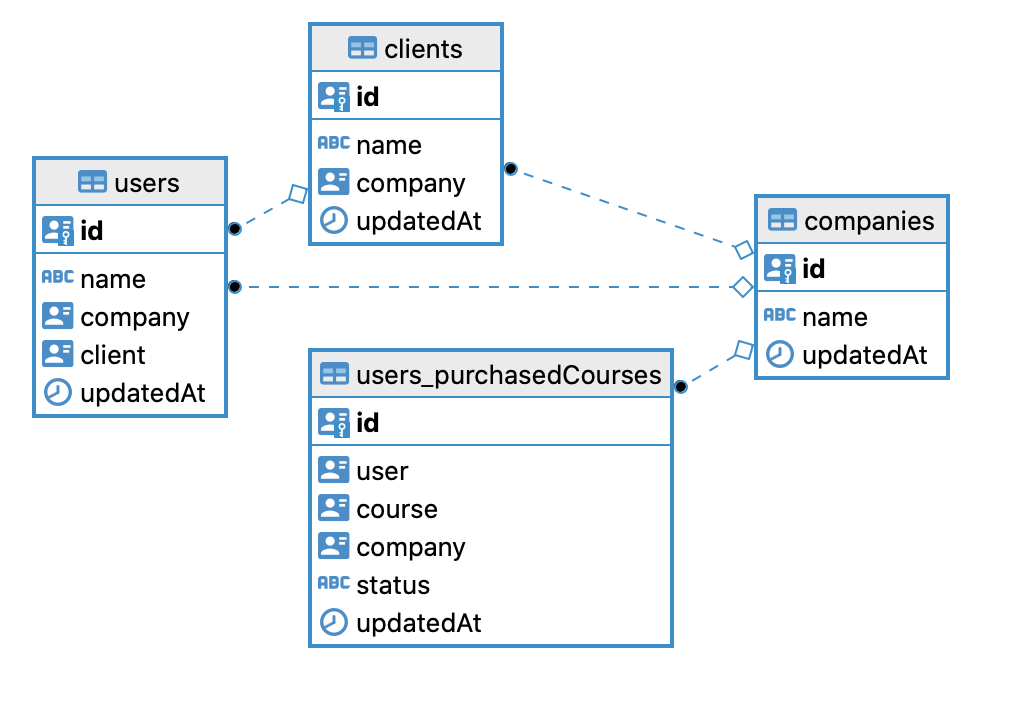 clients
id
ABC name
company
updatedAt
users
id
ABC name
company
client
updatedAt
companies
id
ABC name
updatedAt
users_purchasedCourses
id
user
course
company
ABC status
updatedAt